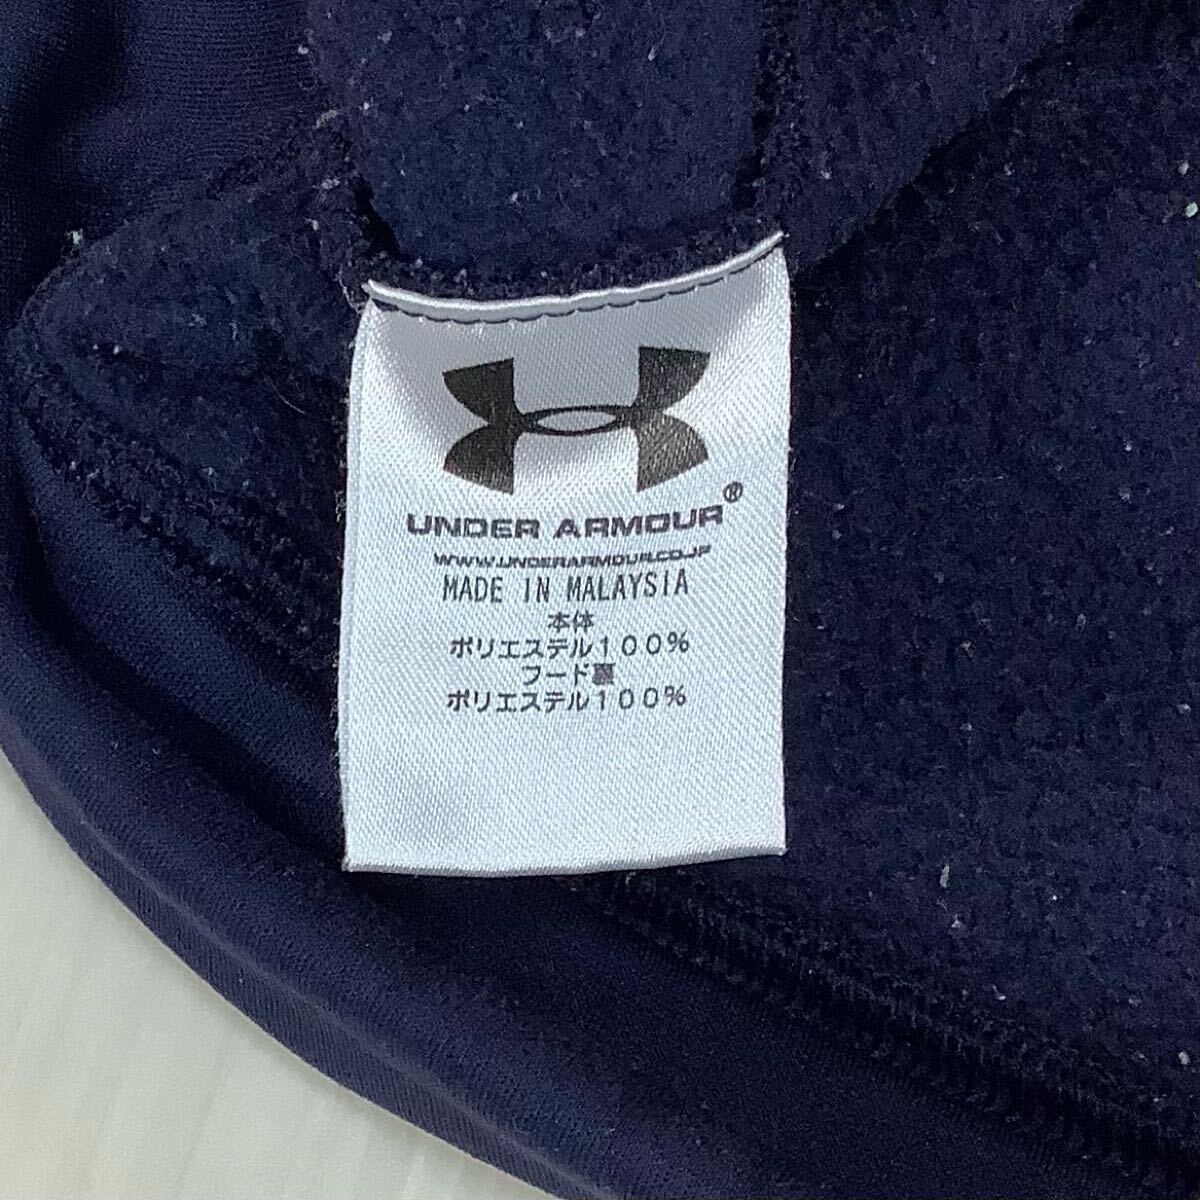 UNDER ARMOUR®
WWW.UNDERARMOUR.CO.JP
MADE IN MALAYSIA
本体
ポリエステル100%
フード裏
ポリエステル100%